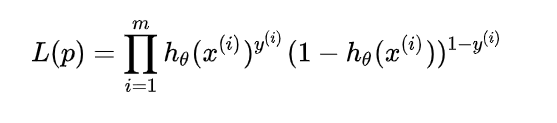 L(p) = ∏_{i=1}^{m} h_θ(x^{(i)})^{y^{(i)}} (1 − h_θ(x^{(i)}))^{1−y^{(i)}}